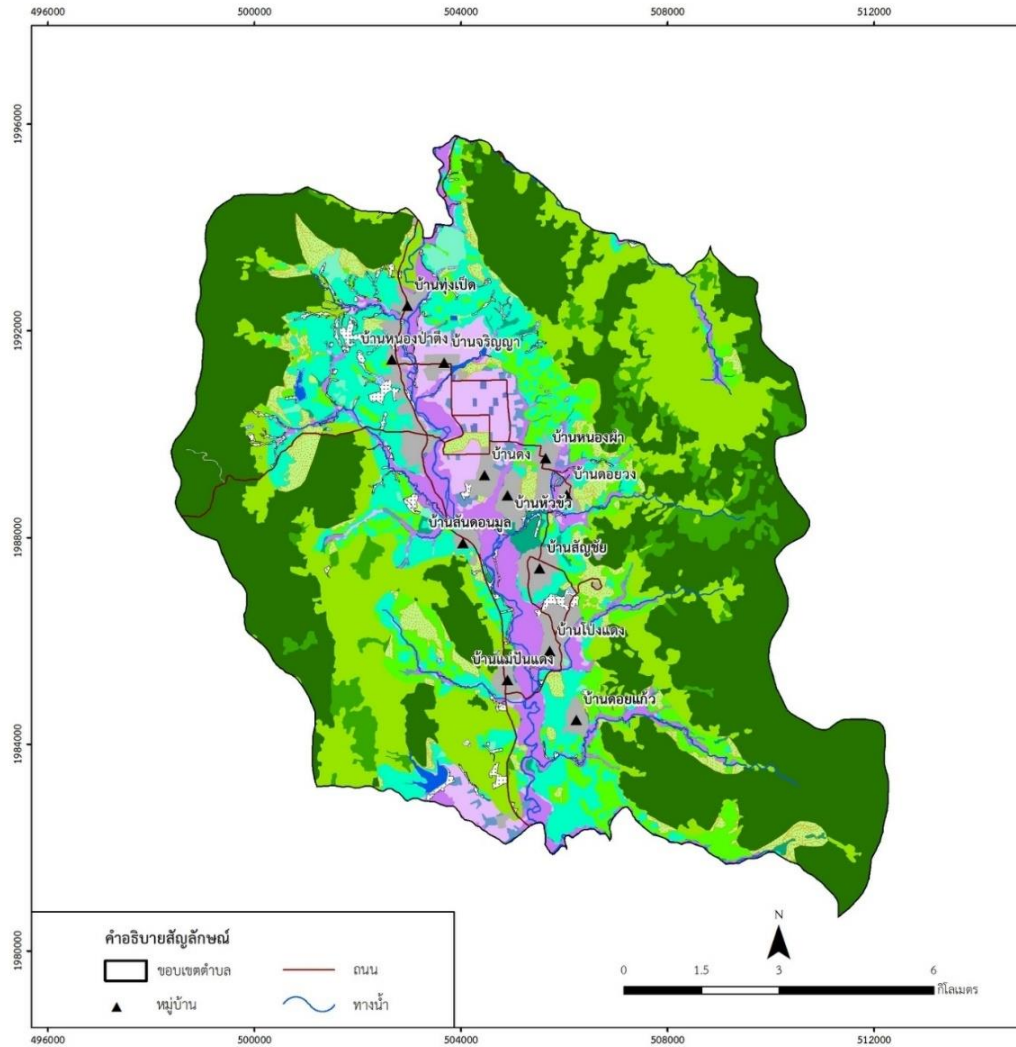 496000 500000 504000 508000 512000
1996000
1992000
1988000
1984000
1980000
บ้านทุ่งเป็ด
บ้านหนองป่าตึง บ้านจริญญา
บ้านหนองผำ
บ้านดง
บ้านดอยวง
บ้านหัวขัว
บ้านสันดอนมูล
บ้านสัญชัย
บ้านโป่งแดง
บ้านแม่ปันแดง
บ้านดอยแก้ว
คำอธิบายสัญลักษณ์
ขอบเขตตำบล ถนน
หมู่บ้าน ทางน้ำ
N
0 1.5 3 6
กิโลเมตร
496000 500000 504000 508000 512000